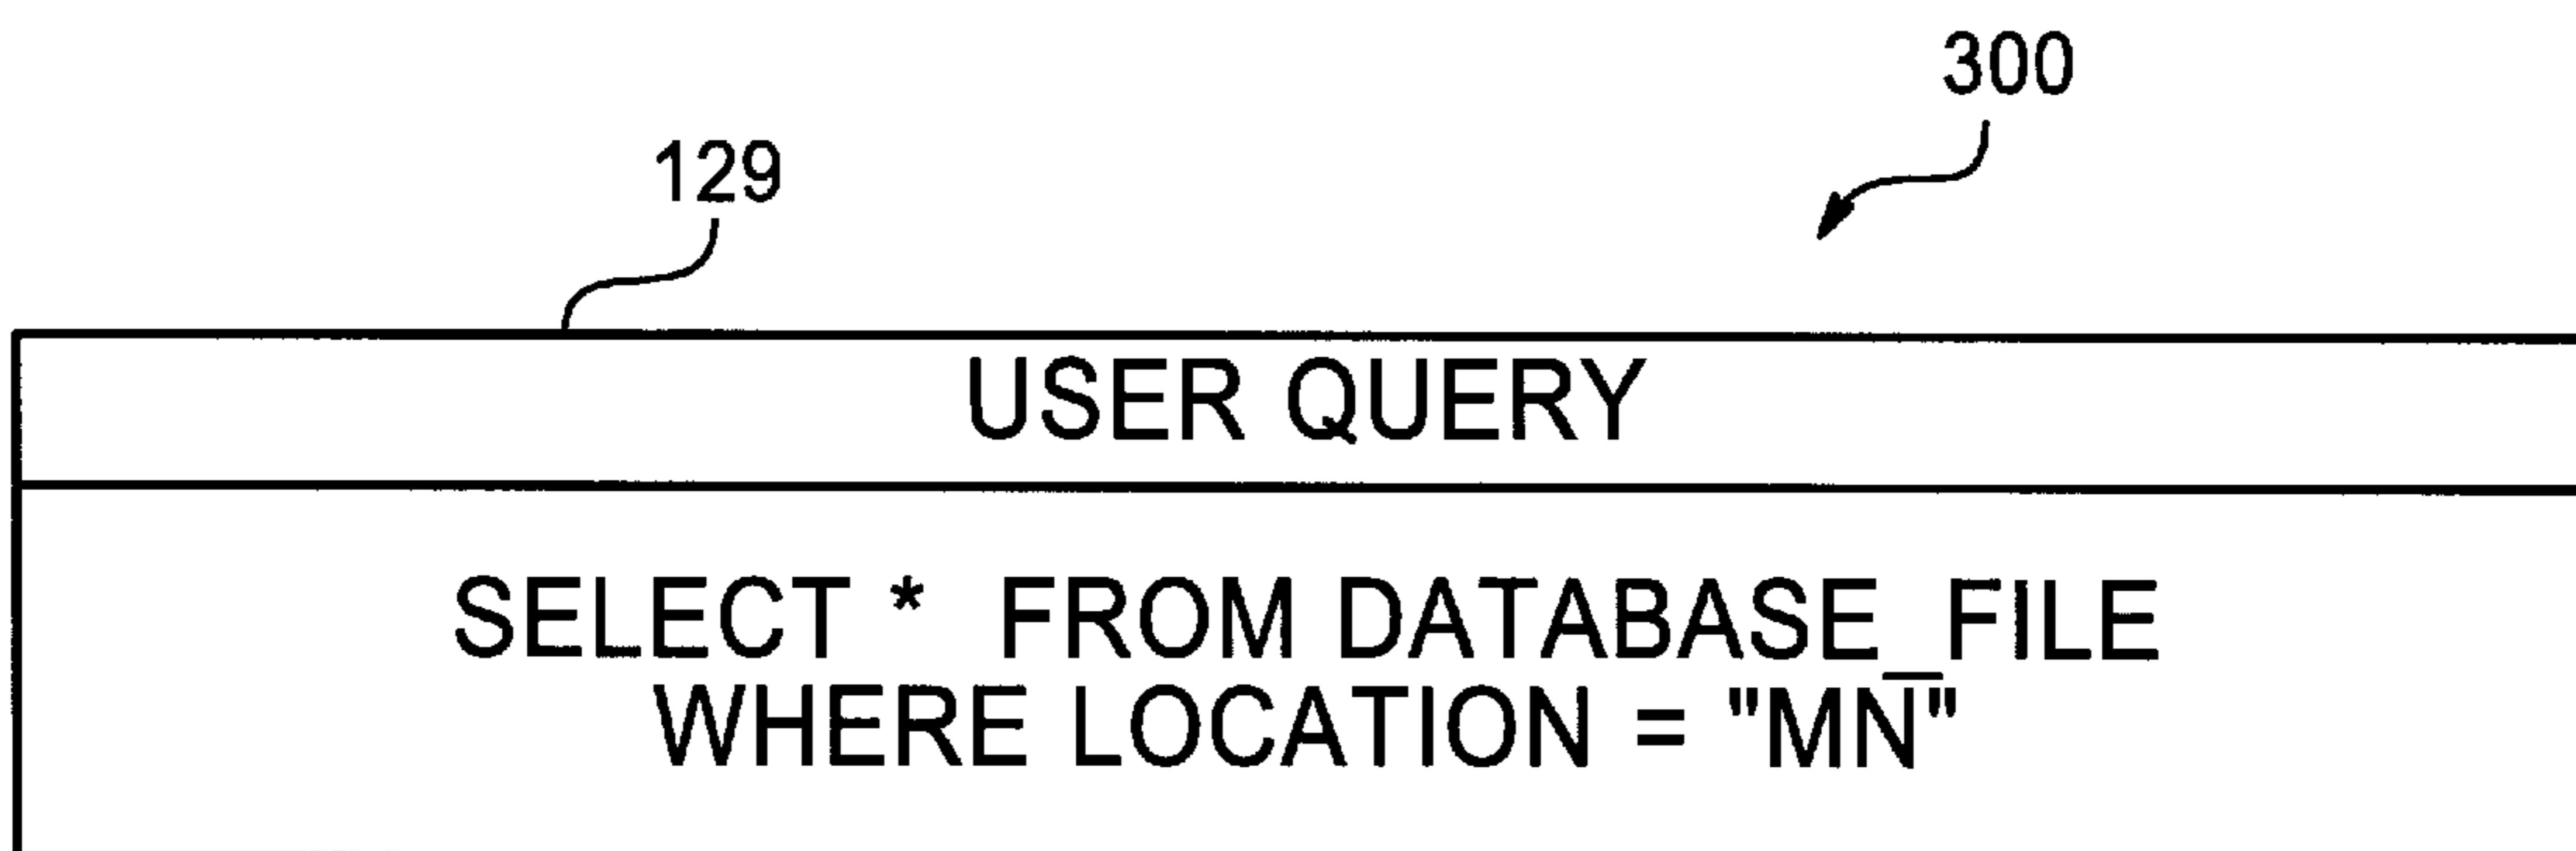 300
129
USER QUERY
SELECT * FROM DATABASE_FILE
WHERE LOCATION = "MN"